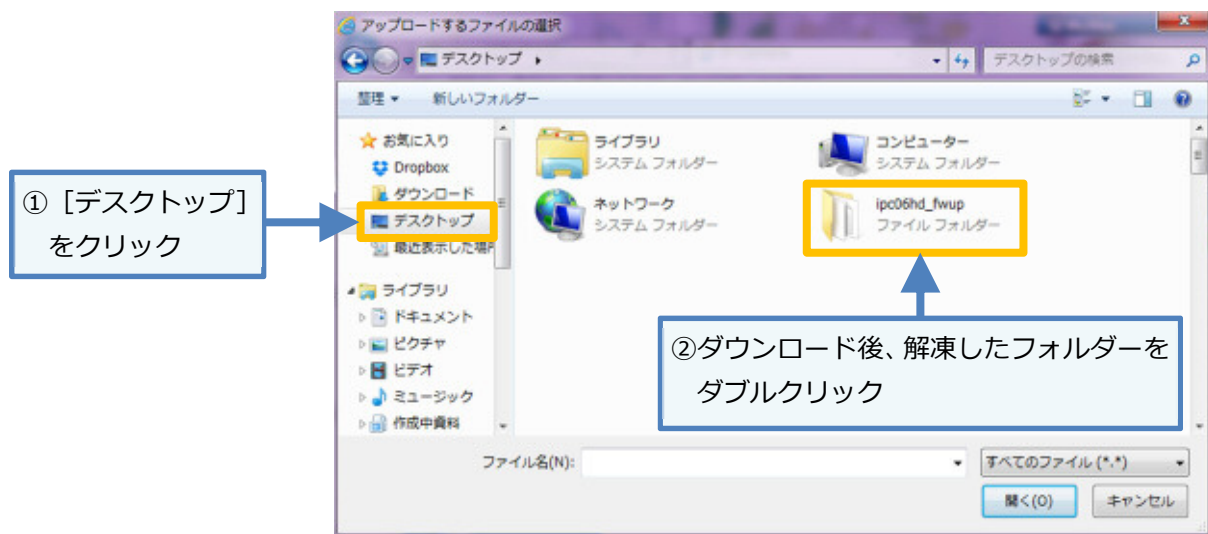 アップロードするファイルの選択
デスクトップ
デスクトップの検索
整理
新しいフォルダー
お気に入り
Dropbox
ダウンロード
デスクトップ
最近表示した場所
ライブラリ
ドキュメント
ピクチャ
ビデオ
ミュージック
作成中資料
ライブラリ
システム フォルダー
コンピューター
システム フォルダー
ネットワーク
システム フォルダー
ipc06hd_fwup
ファイル フォルダー
①［デスクトップ］
をクリック
②ダウンロード後、解凍したフォルダーを
ダブルクリック
ファイル名(N):
すべてのファイル (*.*)
開く(O)
キャンセル